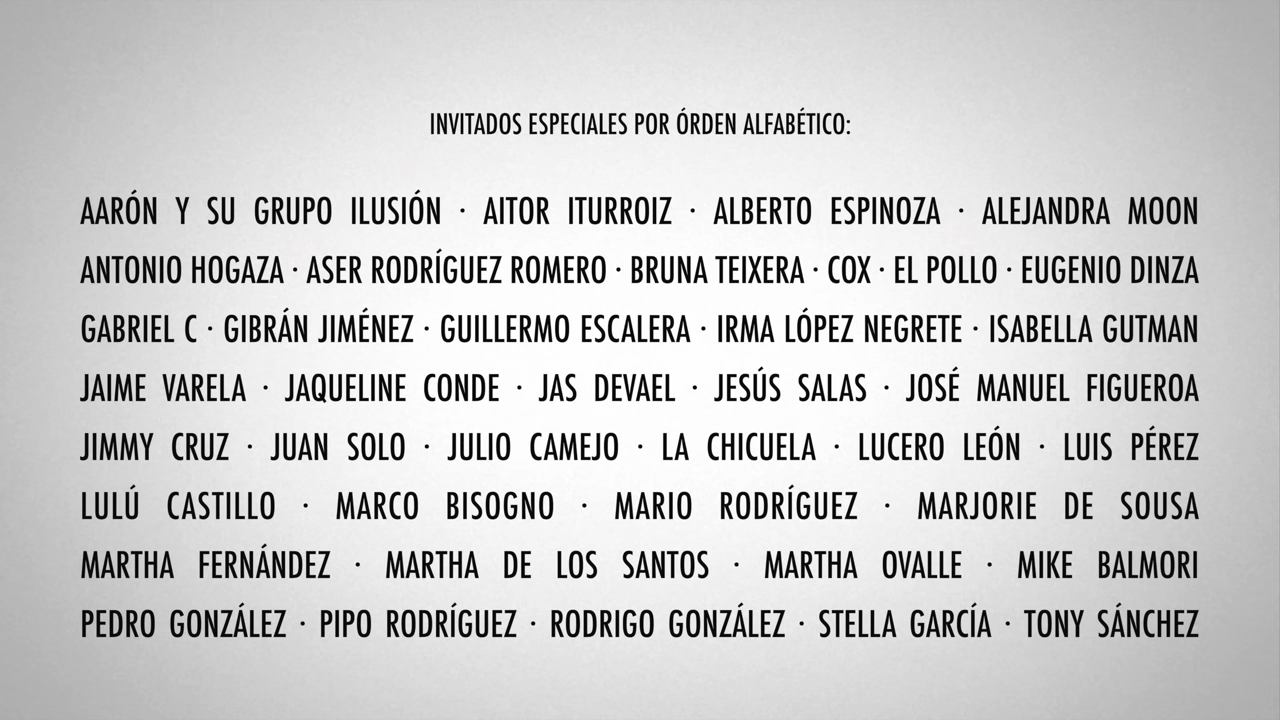 INVITADOS ESPECIALES POR ÓRDEN ALFABÉTICO:
AARÓN Y SU GRUPO ILUSIÓN · AITOR ITURROIZ · ALBERTO ESPINOZA · ALEJANDRA MOON
ANTONIO HOGAZA · ASER RODRÍGUEZ ROMERO · BRUNA TEIXERA · COX · EL POLLO · EUGENIO DINZA
GABRIEL C · GIBRÁN JIMÉNEZ · GUILLERMO ESCALERA · IRMA LÓPEZ NEGRETE · ISABELLA GUTMAN
JAIME VARELA · JAQUELINE CONDE · JAS DEVAEL · JESÚS SALAS · JOSÉ MANUEL FIGUEROA
JIMMY CRUZ · JUAN SOLO · JULIO CAMEJO · LA CHICUELA · LUCERO LEÓN · LUIS PÉREZ
LULÚ CASTILLO · MARCO BISOGNO · MARIO RODRÍGUEZ · MARJORIE DE SOUSA
MARTHA FERNÁNDEZ · MARTHA DE LOS SANTOS · MARTHA OVALLE · MIKE BALMORI
PEDRO GONZÁLEZ · PIPO RODRÍGUEZ · RODRIGO GONZÁLEZ · STELLA GARCÍA · TONY SÁNCHEZ